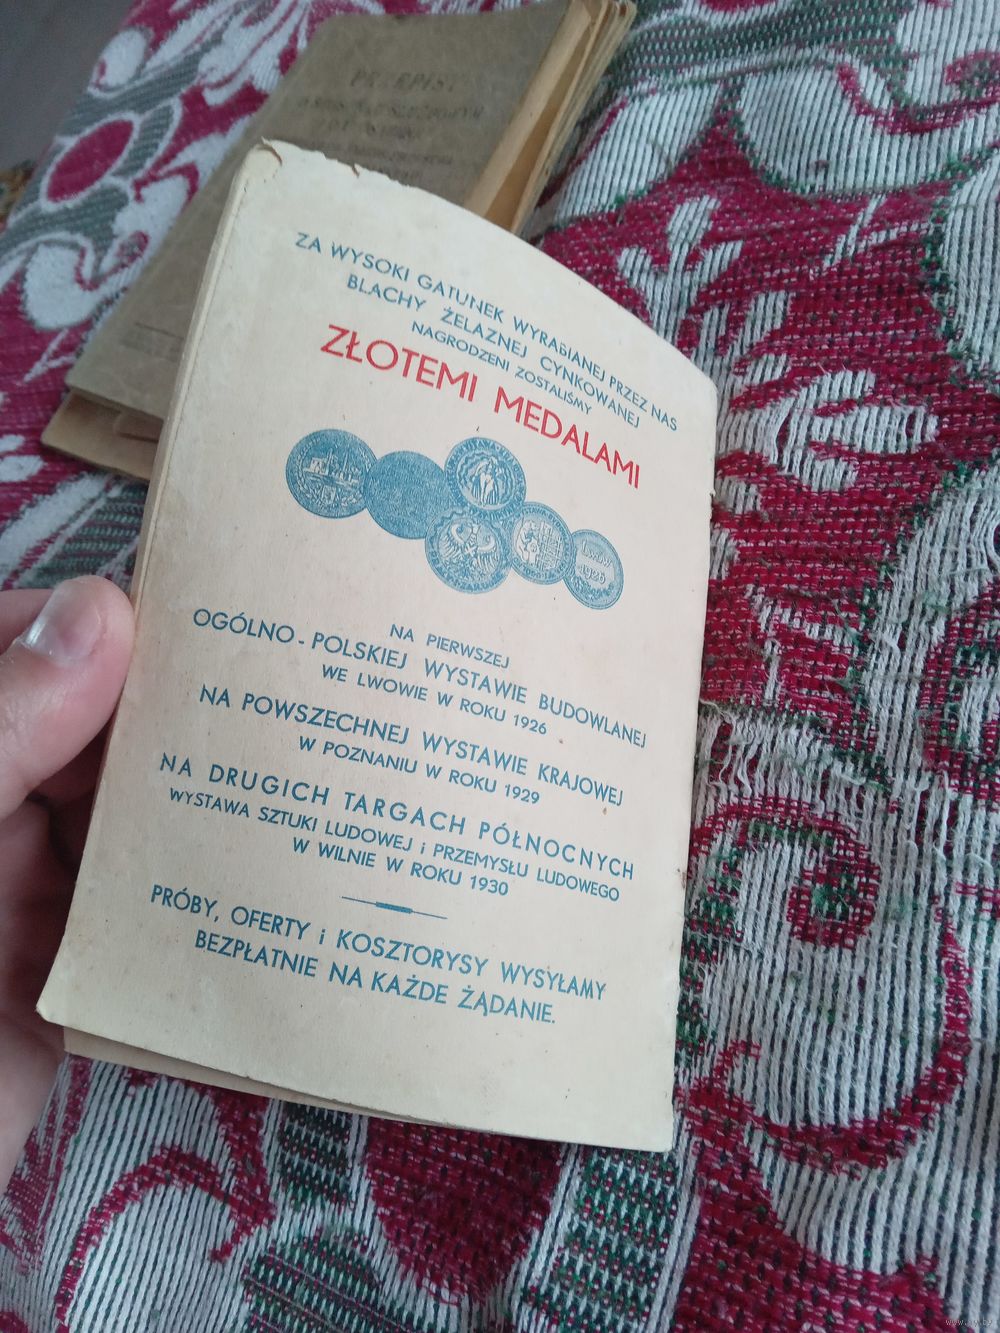 PRZEPISY
ZA WYSOKI GATUNEK WYRABIANEJ PRZEZ NAS
BLACHY ŻELAZNEJ CYNKOWANEJ
NAGRODZENI ZOSTALIŚMY
ZŁOTEMI MEDALAMI
LWÓW
1926
NA PIERWSZEJ
OGÓLNO-POLSKIEJ WYSTAWIE BUDOWLANEJ
WE LWOWIE W ROKU 1926
NA POWSZECHNEJ WYSTAWIE KRAJOWEJ
W POZNANIU W ROKU 1929
NA DRUGICH TARGACH PÓŁNOCNYCH
WYSTAWA SZTUKI LUDOWEJ i PRZEMYSŁU LUDOWEGO
W WILNIE W ROKU 1930
PRÓBY, OFERTY i KOSZTORYSY WYSYŁAMY
BEZPŁATNIE NA KAŻDE ŻĄDANIE.